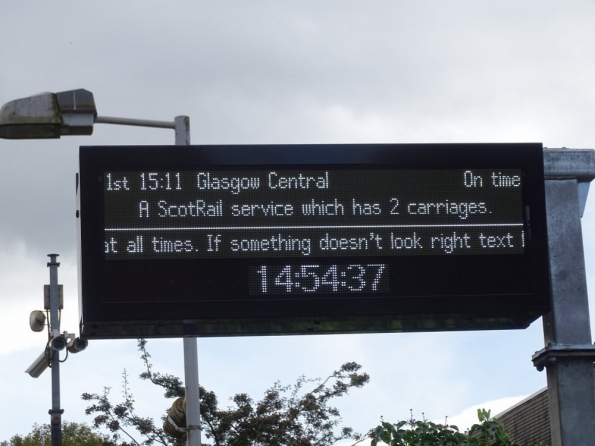 1st 15:11 Glasgow Central On time
A ScotRail service which has 2 carriages.
at all times. If something doesn't look right text
14:54:37